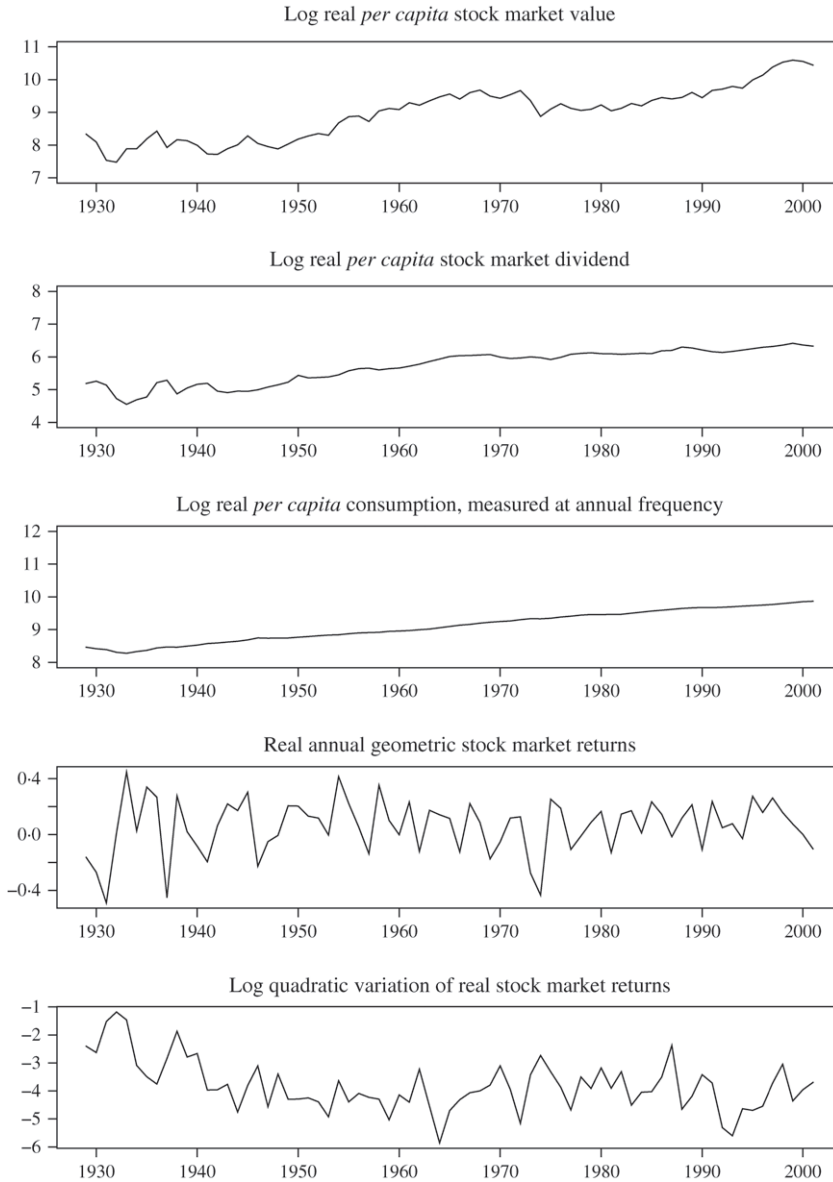 Log real per capita stock market value
11
10
9
8
7
1930 1940 1950 1960 1970 1980 1990 2000
Log real per capita stock market dividend
8
7
6
5
4
1930 1940 1950 1960 1970 1980 1990 2000
Log real per capita consumption, measured at annual frequency
12
11
10
9
8
1930 1940 1950 1960 1970 1980 1990 2000
Real annual geometric stock market returns
0·4
0·0
−0·4
1930 1940 1950 1960 1970 1980 1990 2000
Log quadratic variation of real stock market returns
−1
−2
−3
−4
−5
−6
1930 1940 1950 1960 1970 1980 1990 2000